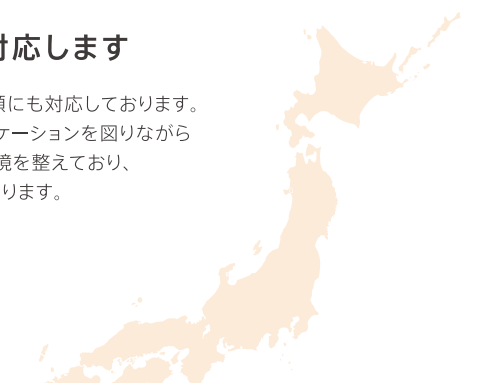 対応します
頼にも対応しております。
ケーションを図りながら
境を整えており、
ります。